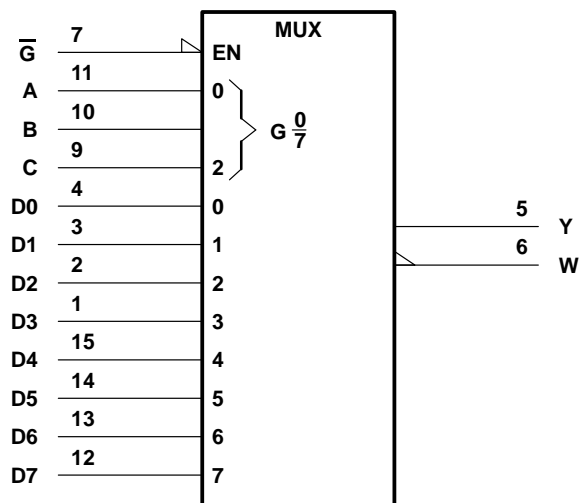 MUX
G̅ 7 EN
A 11 0
B 10
G 0/7
C 9 2
D0 4 0
5 Y
D1 3 1
6 W
D2 2 2
D3 1 3
D4 15 4
D5 14 5
D6 13 6
D7 12 7